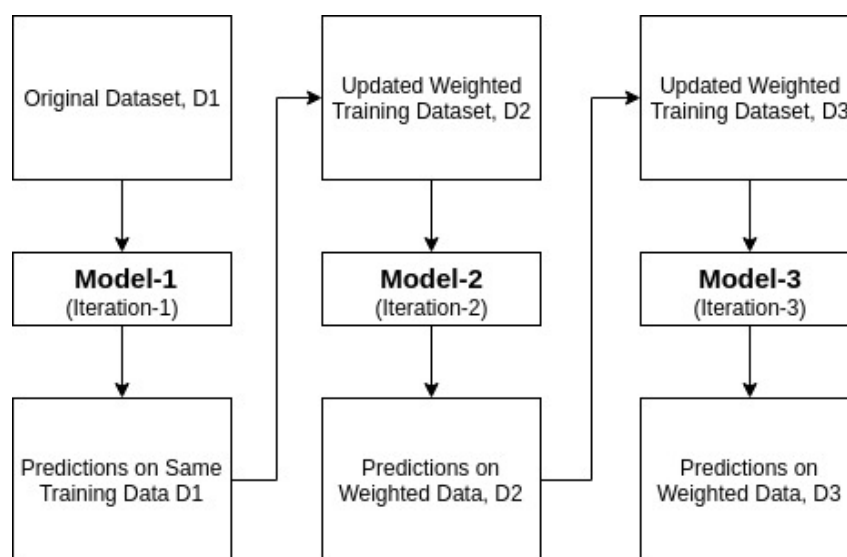 Original Dataset, D1
Updated Weighted
Training Dataset, D2
Updated Weighted
Training Dataset, D3
Model-1
(Iteration-1)
Model-2
(Iteration-2)
Model-3
(Iteration-3)
Predictions on Same
Training Data D1
Predictions on
Weighted Data, D2
Predictions on
Weighted Data, D3